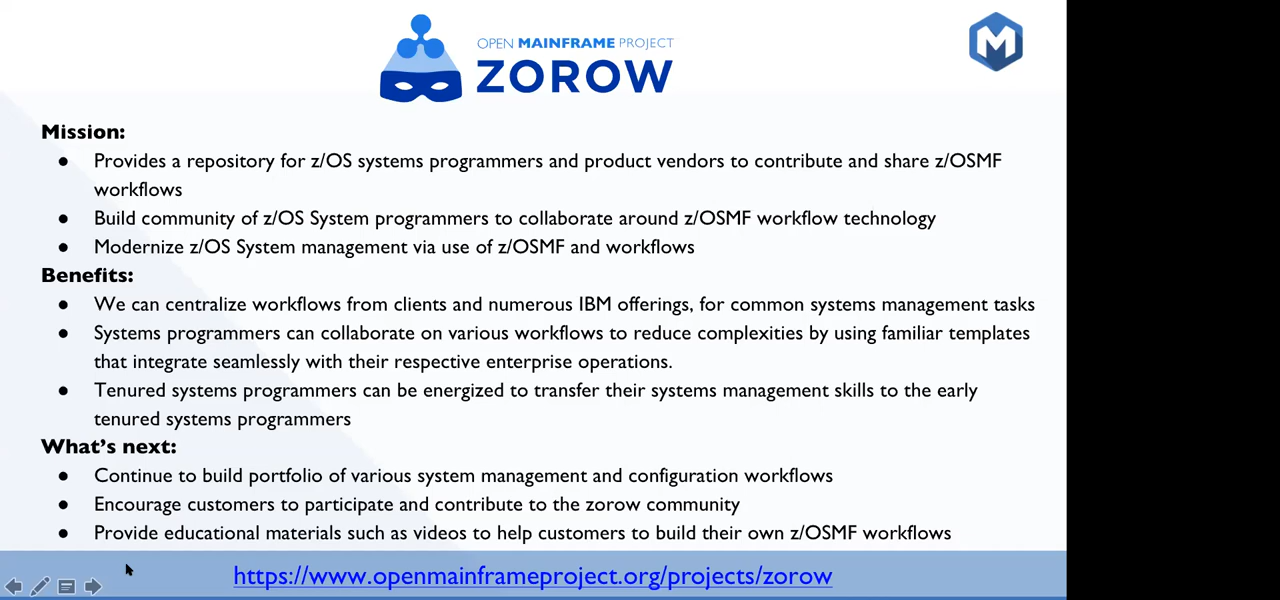 OPEN MAINFRAME PROJECT
ZOROW
M
Mission:
● Provides a repository for z/OS systems programmers and product vendors to contribute and share z/OSMF
workflows
● Build community of z/OS System programmers to collaborate around z/OSMF workflow technology
● Modernize z/OS System management via use of z/OSMF and workflows
Benefits:
● We can centralize workflows from clients and numerous IBM offerings, for common systems management tasks
● Systems programmers can collaborate on various workflows to reduce complexities by using familiar templates
that integrate seamlessly with their respective enterprise operations.
● Tenured systems programmers can be energized to transfer their systems management skills to the early
tenured systems programmers
What's next:
● Continue to build portfolio of various system management and configuration workflows
● Encourage customers to participate and contribute to the zorow community
● Provide educational materials such as videos to help customers to build their own z/OSMF workflows
https://www.openmainframeproject.org/projects/zorow